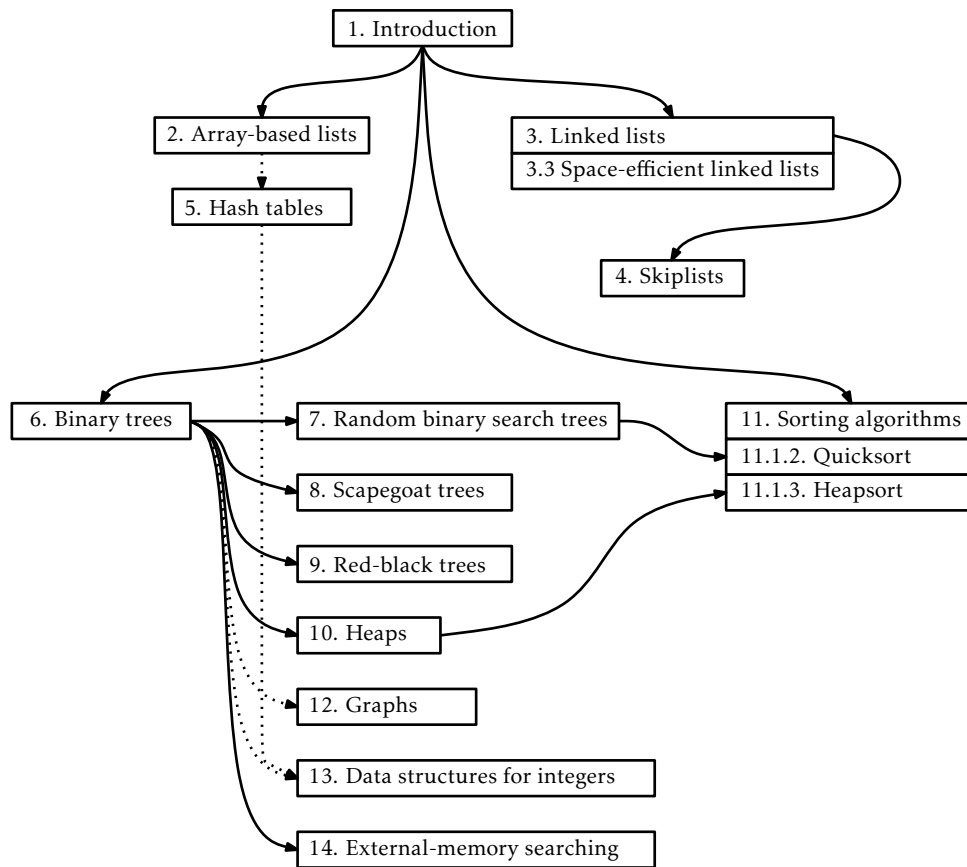 1. Introduction
2. Array-based lists
3. Linked lists
3.3 Space-efficient linked lists
5. Hash tables
4. Skiplists
6. Binary trees
7. Random binary search trees
11. Sorting algorithms
11.1.2. Quicksort
8. Scapegoat trees
11.1.3. Heapsort
9. Red-black trees
10. Heaps
12. Graphs
13. Data structures for integers
14. External-memory searching